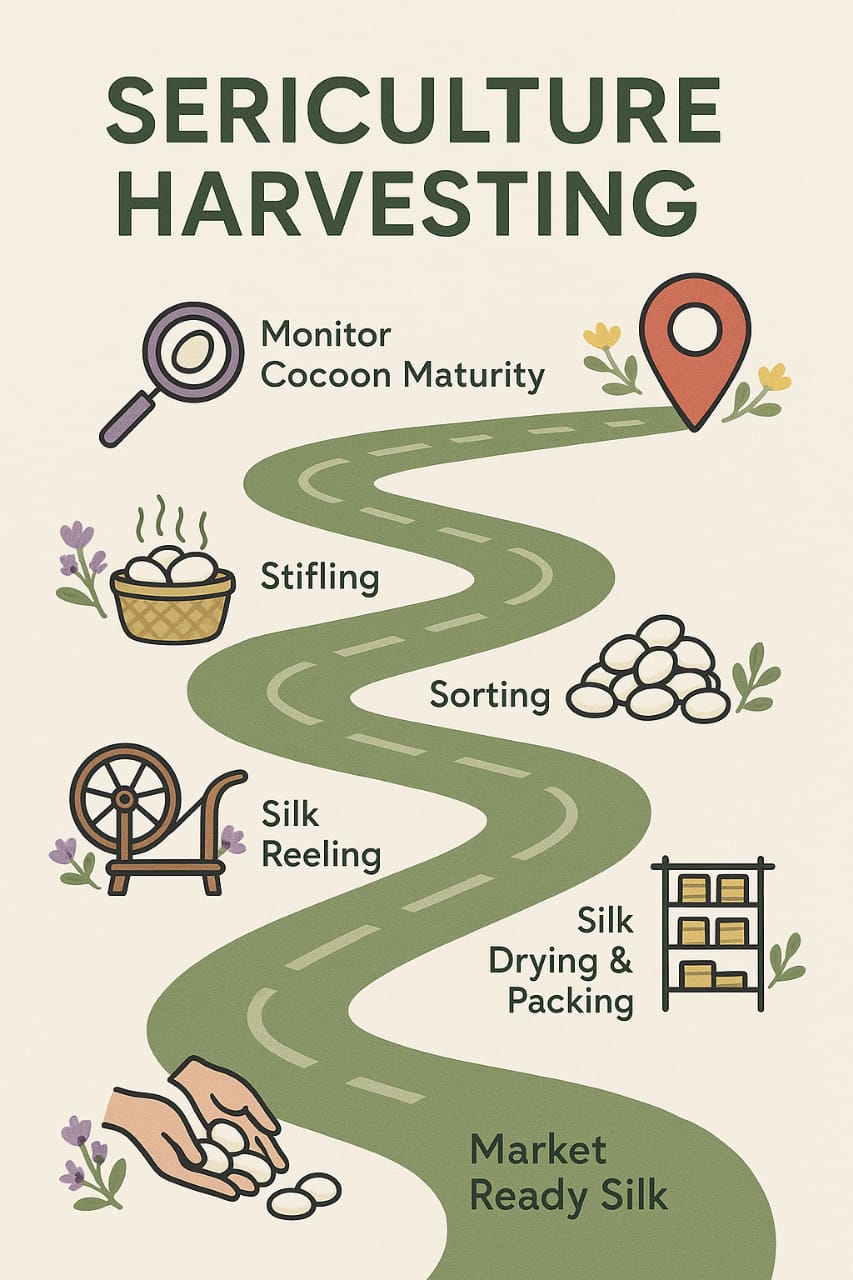 SERICULTURE
HARVESTING
Monitor
Cocoon Maturity
Stifling
Sorting
Silk
Reeling
Silk
Drying &
Packing
Market
Ready Silk